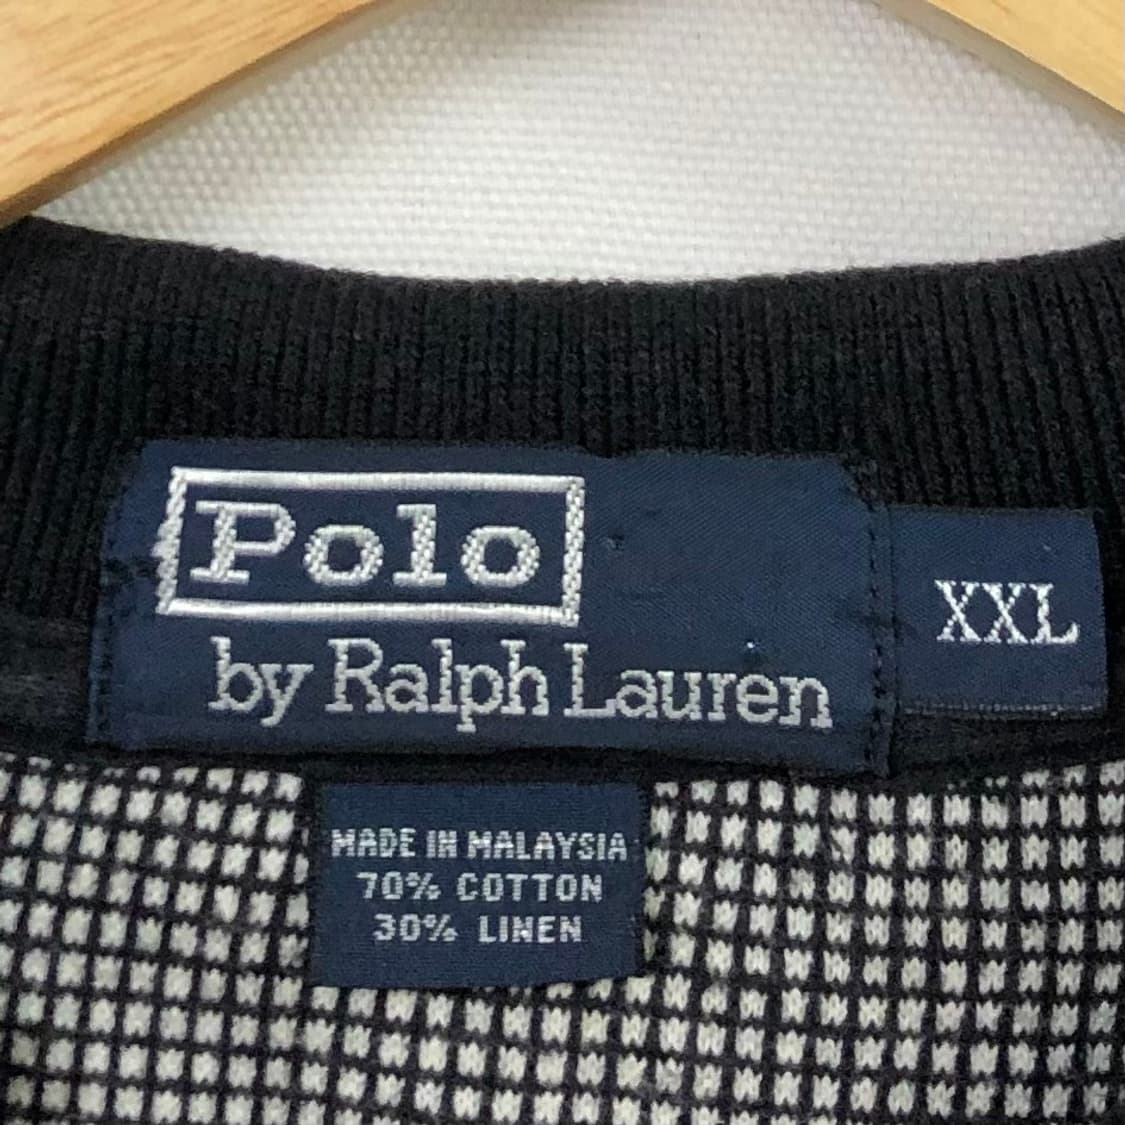 Polo
by Ralph Lauren
XXL
MADE IN MALAYSIA
70% COTTON
30% LINEN